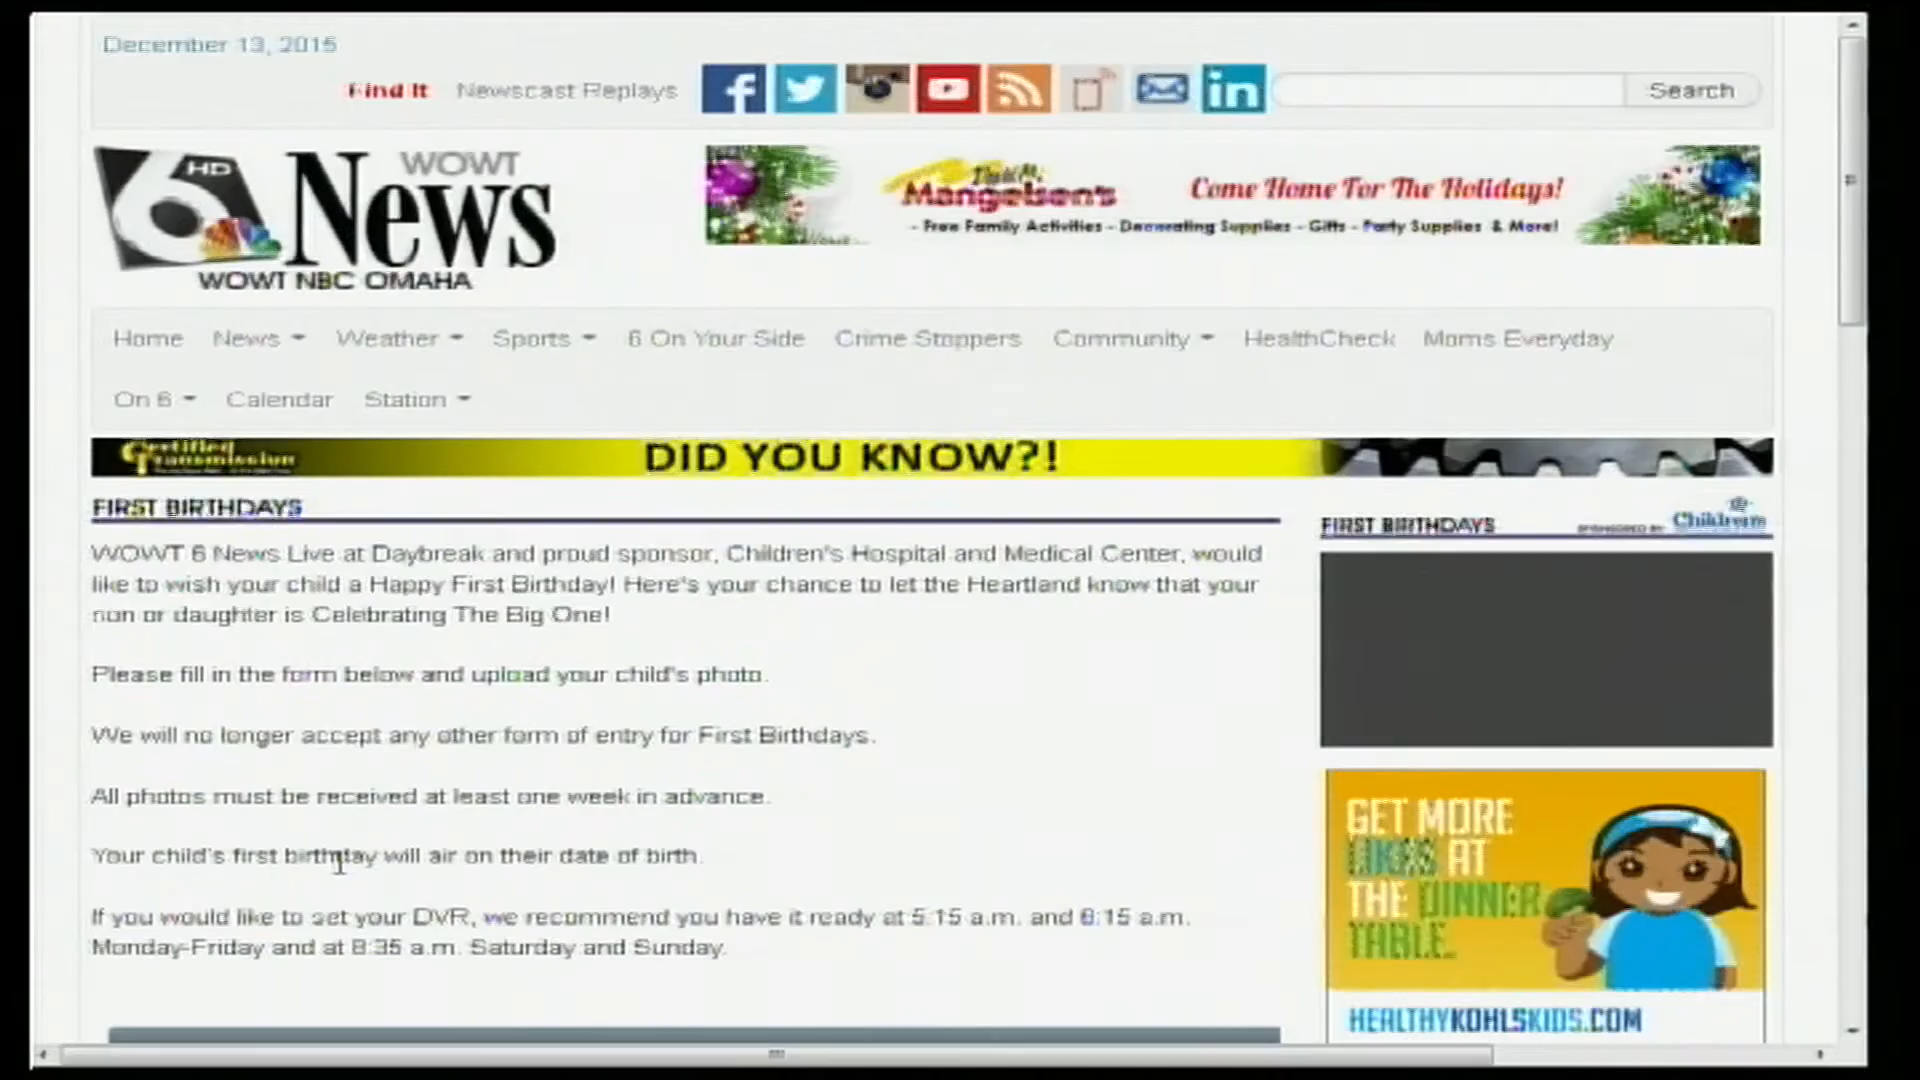 December 13, 2015
Find It Newscast Replays
Search
6 HD WOWT News
WOWT NBC OMAHA
Mangelsen's
Come Home For The Holidays!
- Free Family Activities - Decorating Supplies - Gifts - Party Supplies & More!
Home News Weather Sports 6 On Your Side Crime Stoppers Community HealthCheck Moms Everyday
On 6 Calendar Station
Certified Transmission
DID YOU KNOW?!
FIRST BIRTHDAYS
WOWT 6 News Live at Daybreak and proud sponsor, Children's Hospital and Medical Center, would
like to wish your child a Happy First Birthday! Here's your chance to let the Heartland know that your
son or daughter is Celebrating The Big One!
Please fill in the form below and upload your child's photo.
We will no longer accept any other form of entry for First Birthdays.
All photos must be received at least one week in advance.
Your child's first birthday will air on their date of birth.
If you would like to set your DVR, we recommend you have it ready at 5:15 a.m. and 6:15 a.m.
Monday-Friday and at 8:35 a.m. Saturday and Sunday.
FIRST BIRTHDAYS
SPONSORED BY: Children's
GET MORE
LIKES AT
THE DINNER
TABLE.
HEALTHYKOHLSKIDS.COM